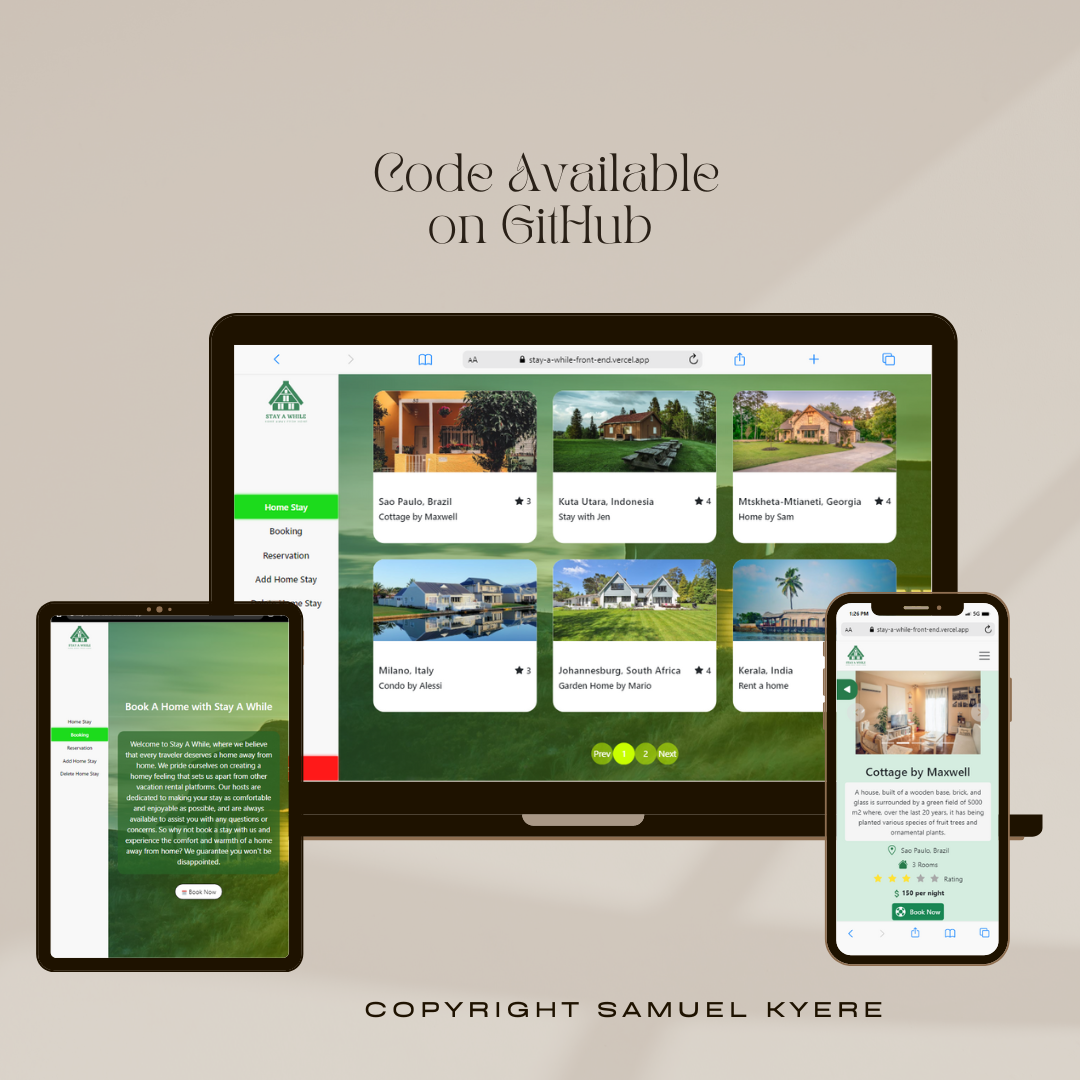 Code Available
on GitHub
AA
stay-a-while-front-end.vercel.app
STAY A WHILE
Home Stay
Booking
Reservation
Add Home Stay
Sao Paulo, Brazil
3
Cottage by Maxwell
Kuta Utara, Indonesia
4
Stay with Jen
Mtskheta-Mtianeti, Georgia
4
Home by Sam
Milano, Italy
3
Condo by Alessi
Johannesburg, South Africa
4
Garden Home by Mario
Kerala, India
Rent a home
Prev
1
2
Next
Home Stay
Booking
Reservation
Add Home Stay
Delete Home Stay
Book A Home with Stay A While
Welcome to Stay A While, where we believe
that every traveler deserves a home away from
home. We pride ourselves on creating a
homey feeling that sets us apart from other
vacation rental platforms. Our hosts are
dedicated to making your stay as comfortable
and enjoyable as possible, and are always
available to assist you with any questions or
concerns. So why not book a stay with us and
experience the comfort and warmth of a home
away from home? We guarantee you won't be
disappointed.
Book Now
1:26 PM
5G
AA
stay-a-while-front-end.vercel.app
STAY A WHILE
Cottage by Maxwell
A house, built of a wooden base, brick, and
glass is surrounded by a green field of 5000
m2 where, over the last 20 years, it has being
planted various species of fruit trees and
ornamental plants.
Sao Paulo, Brazil
3 Rooms
Rating
$ 150 per night
Book Now
COPYRIGHT SAMUEL KYERE